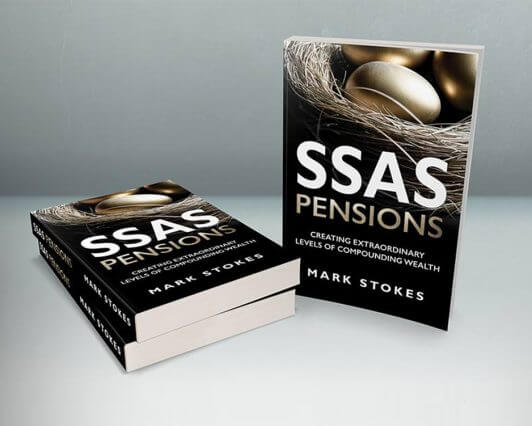 SSAS
PENSIONS
CREATING EXTRAORDINARY
LEVELS OF COMPOUNDING WEALTH
MARK STOKES
SSAS
PENSIONS
CREATING EXTRAORDINARY
LEVELS OF COMPOUNDING WEALTH
MARK STOKES
SSAS PENSIONS MARK STOKES
SSAS PENSIONS MARK STOKES